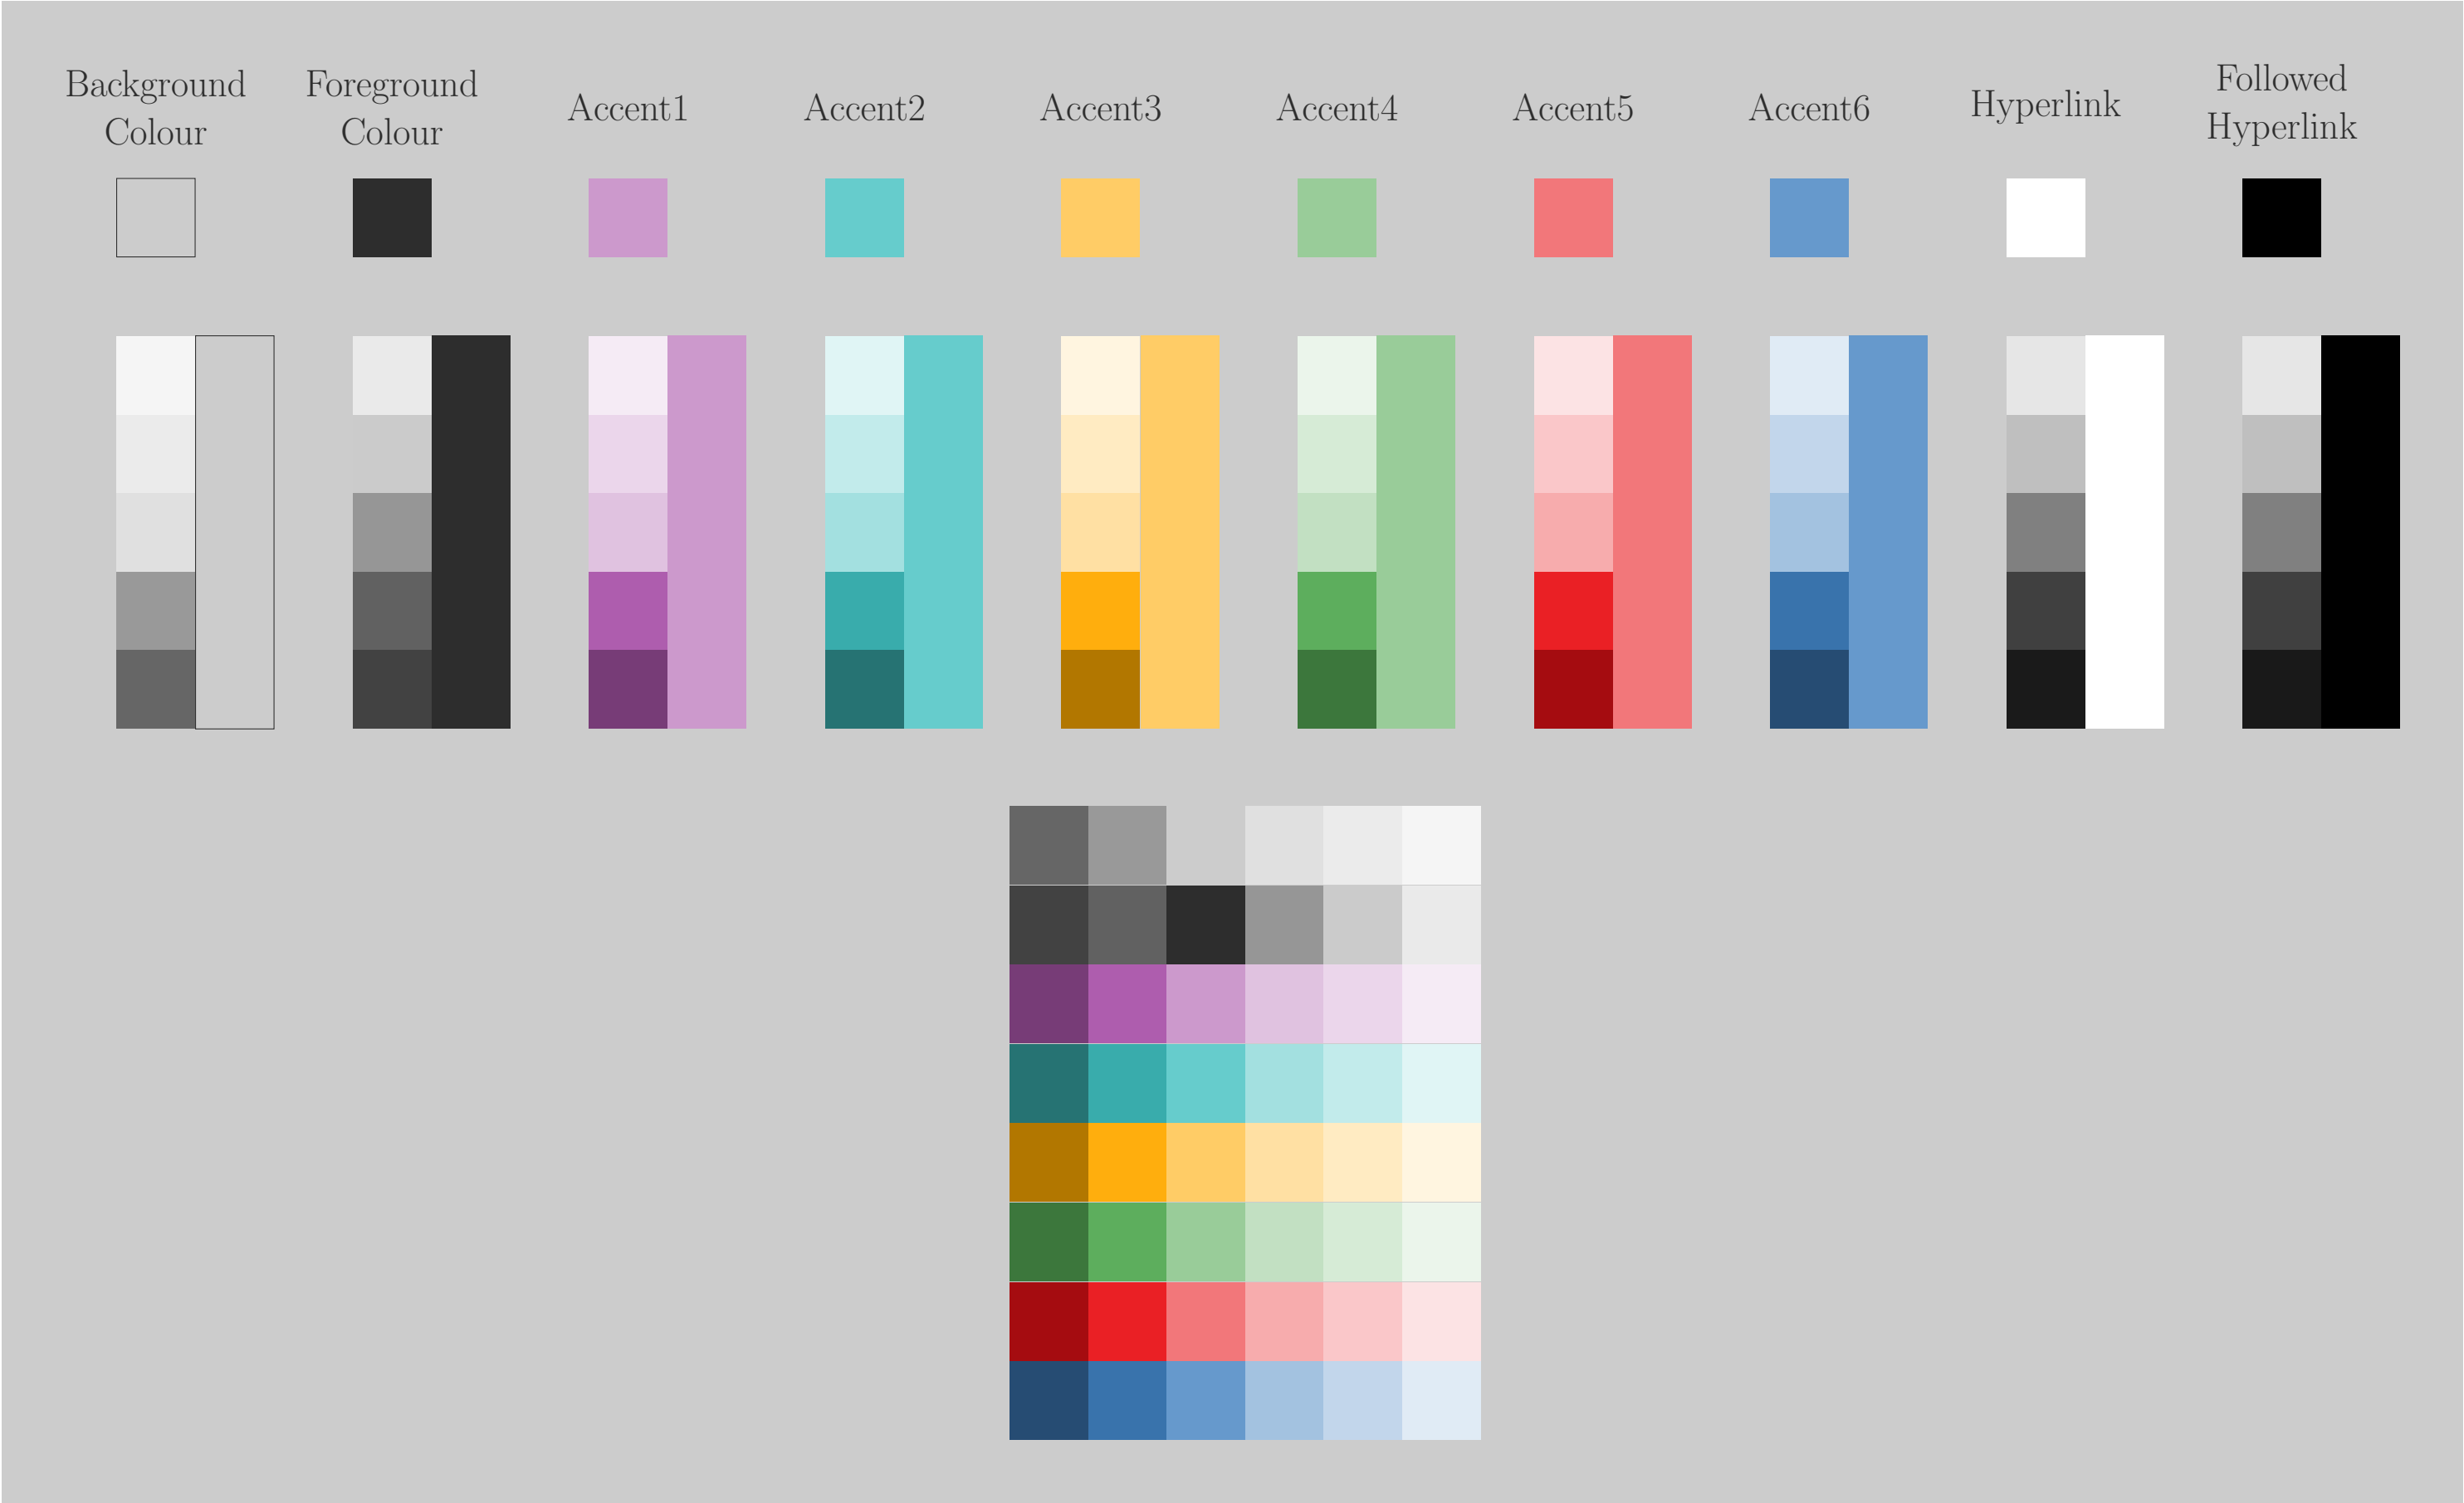 Background
Colour
Foreground
Colour
Accent1
Accent2
Accent3
Accent4
Accent5
Accent6
Hyperlink
Followed
Hyperlink